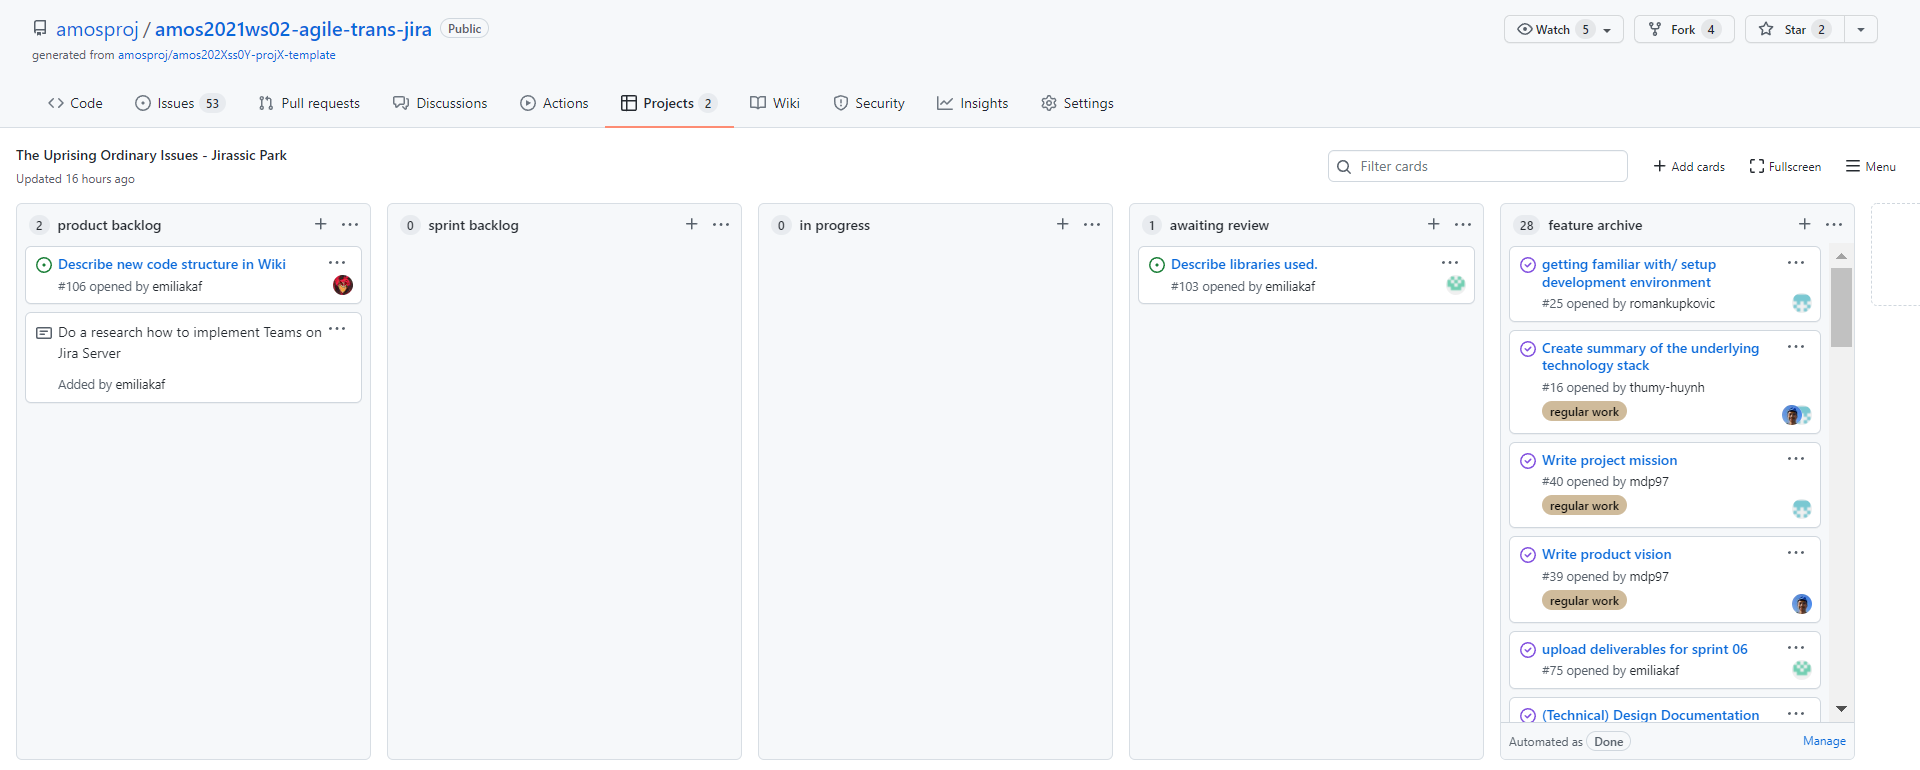 amosproj / amos2021ws02-agile-trans-jira Public
Watch 5
Fork 4
Star 2
generated from amosproj/amos202Xss0Y-projX-template
Code
Issues 53
Pull requests
Discussions
Actions
Projects 2
Wiki
Security
Insights
Settings
The Uprising Ordinary Issues - Jirassic Park
Updated 16 hours ago
Filter cards
Add cards
Fullscreen
Menu
2 product backlog
Describe new code structure in Wiki
#106 opened by emiliakaf
Do a research how to implement Teams on
Jira Server
Added by emiliakaf
0 sprint backlog
0 in progress
1 awaiting review
Describe libraries used.
#103 opened by emiliakaf
28 feature archive
getting familiar with/ setup
development environment
#25 opened by romankupkovic
Create summary of the underlying
technology stack
#16 opened by thumy-huynh
regular work
Write project mission
#40 opened by mdp97
regular work
Write product vision
#39 opened by mdp97
regular work
upload deliverables for sprint 06
#75 opened by emiliakaf
(Technical) Design Documentation
Automated as Done
Manage